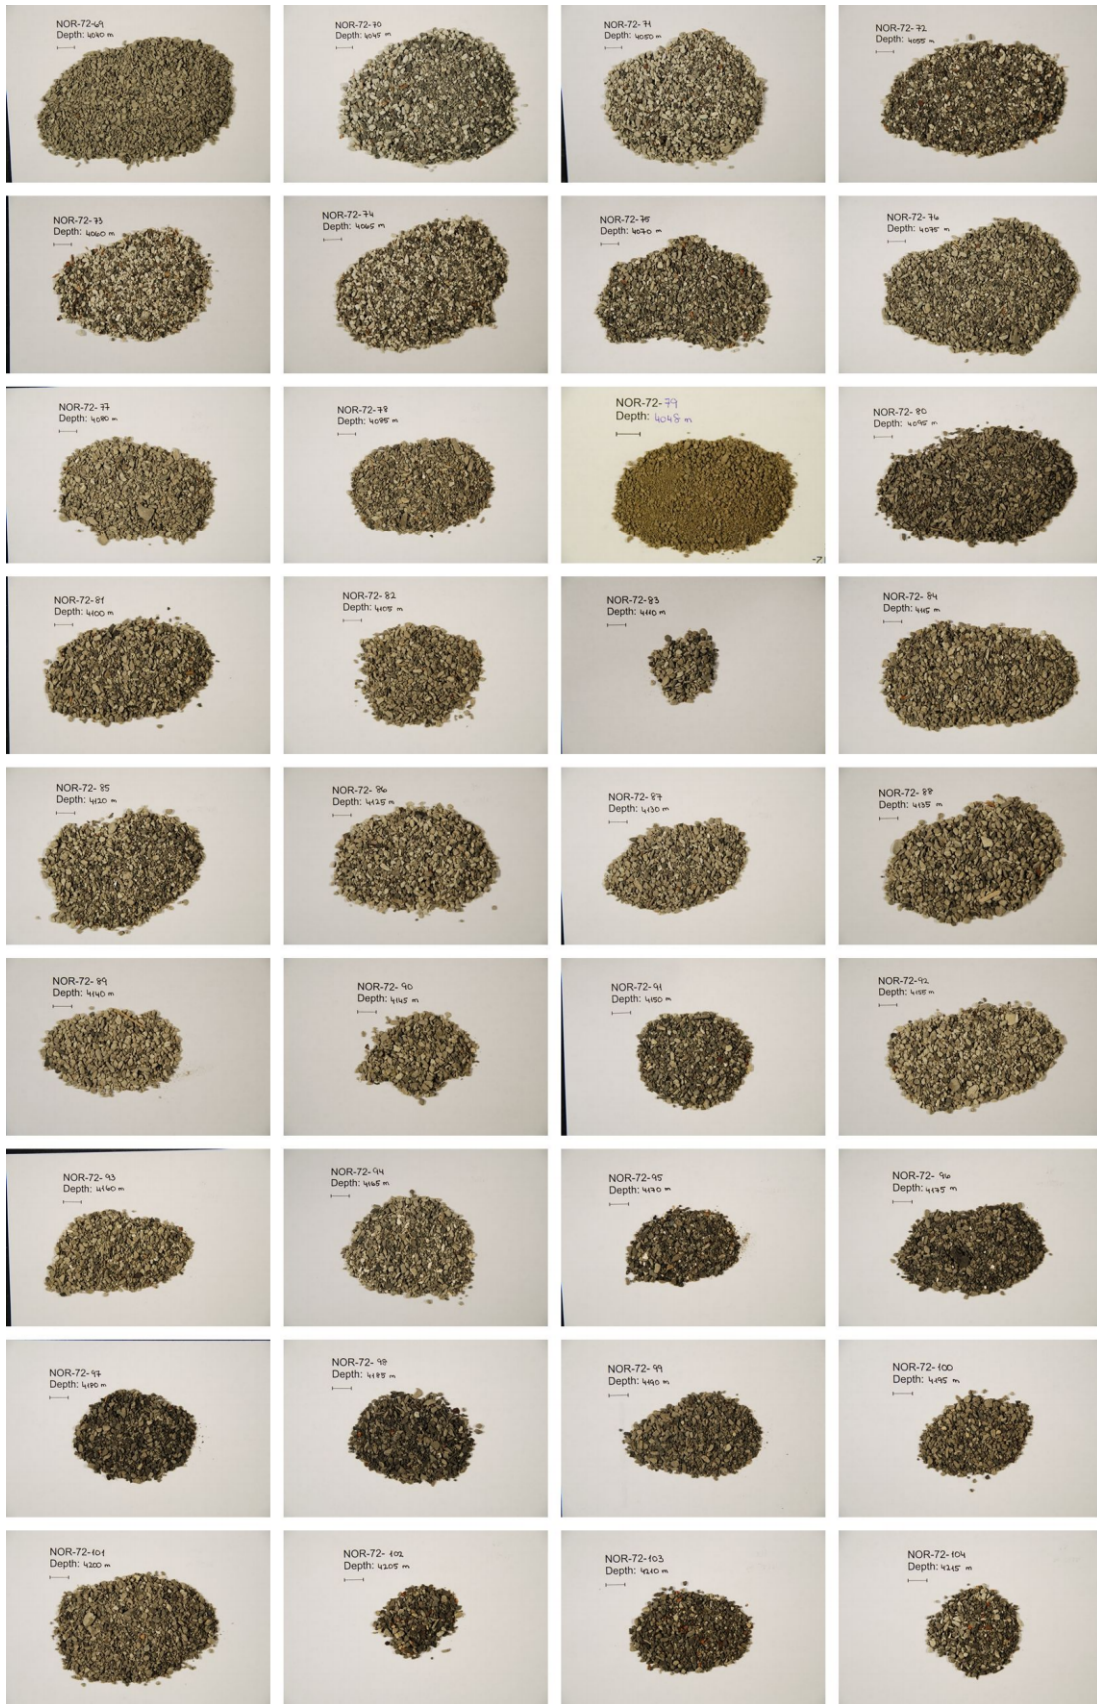 NOR-72-69
Depth: 4040 m
NOR-72-70
Depth: 4045 m
NOR-72-71
Depth: 4050 m
NOR-72-72
Depth: 4055 m
NOR-72-73
Depth: 4060 m
NOR-72-74
Depth: 4065 m
NOR-72-75
Depth: 4070 m
NOR-72-76
Depth: 4075 m
NOR-72-77
Depth: 4080 m
NOR-72-78
Depth: 4085 m
NOR-72-79
Depth: 4048 m
-7
NOR-72-80
Depth: 4095 m
NOR-72-81
Depth: 4100 m
NOR-72-82
Depth: 4105 m
NOR-72-83
Depth: 4110 m
NOR-72-84
Depth: 4115 m
NOR-72-85
Depth: 4120 m
NOR-72-86
Depth: 4125 m
NOR-72-87
Depth: 4130 m
NOR-72-88
Depth: 4135 m
NOR-72-89
Depth: 4140 m
NOR-72-90
Depth: 4145 m
NOR-72-91
Depth: 4150 m
NOR-72-92
Depth: 4155 m
NOR-72-93
Depth: 4160 m
NOR-72-94
Depth: 4165 m
NOR-72-95
Depth: 4170 m
NOR-72-96
Depth: 4175 m
NOR-72-97
Depth: 4180 m
NOR-72-98
Depth: 4185 m
NOR-72-99
Depth: 4190 m
NOR-72-100
Depth: 4195 m
NOR-72-101
Depth: 4200 m
NOR-72-102
Depth: 4205 m
NOR-72-103
Depth: 4210 m
NOR-72-104
Depth: 4215 m